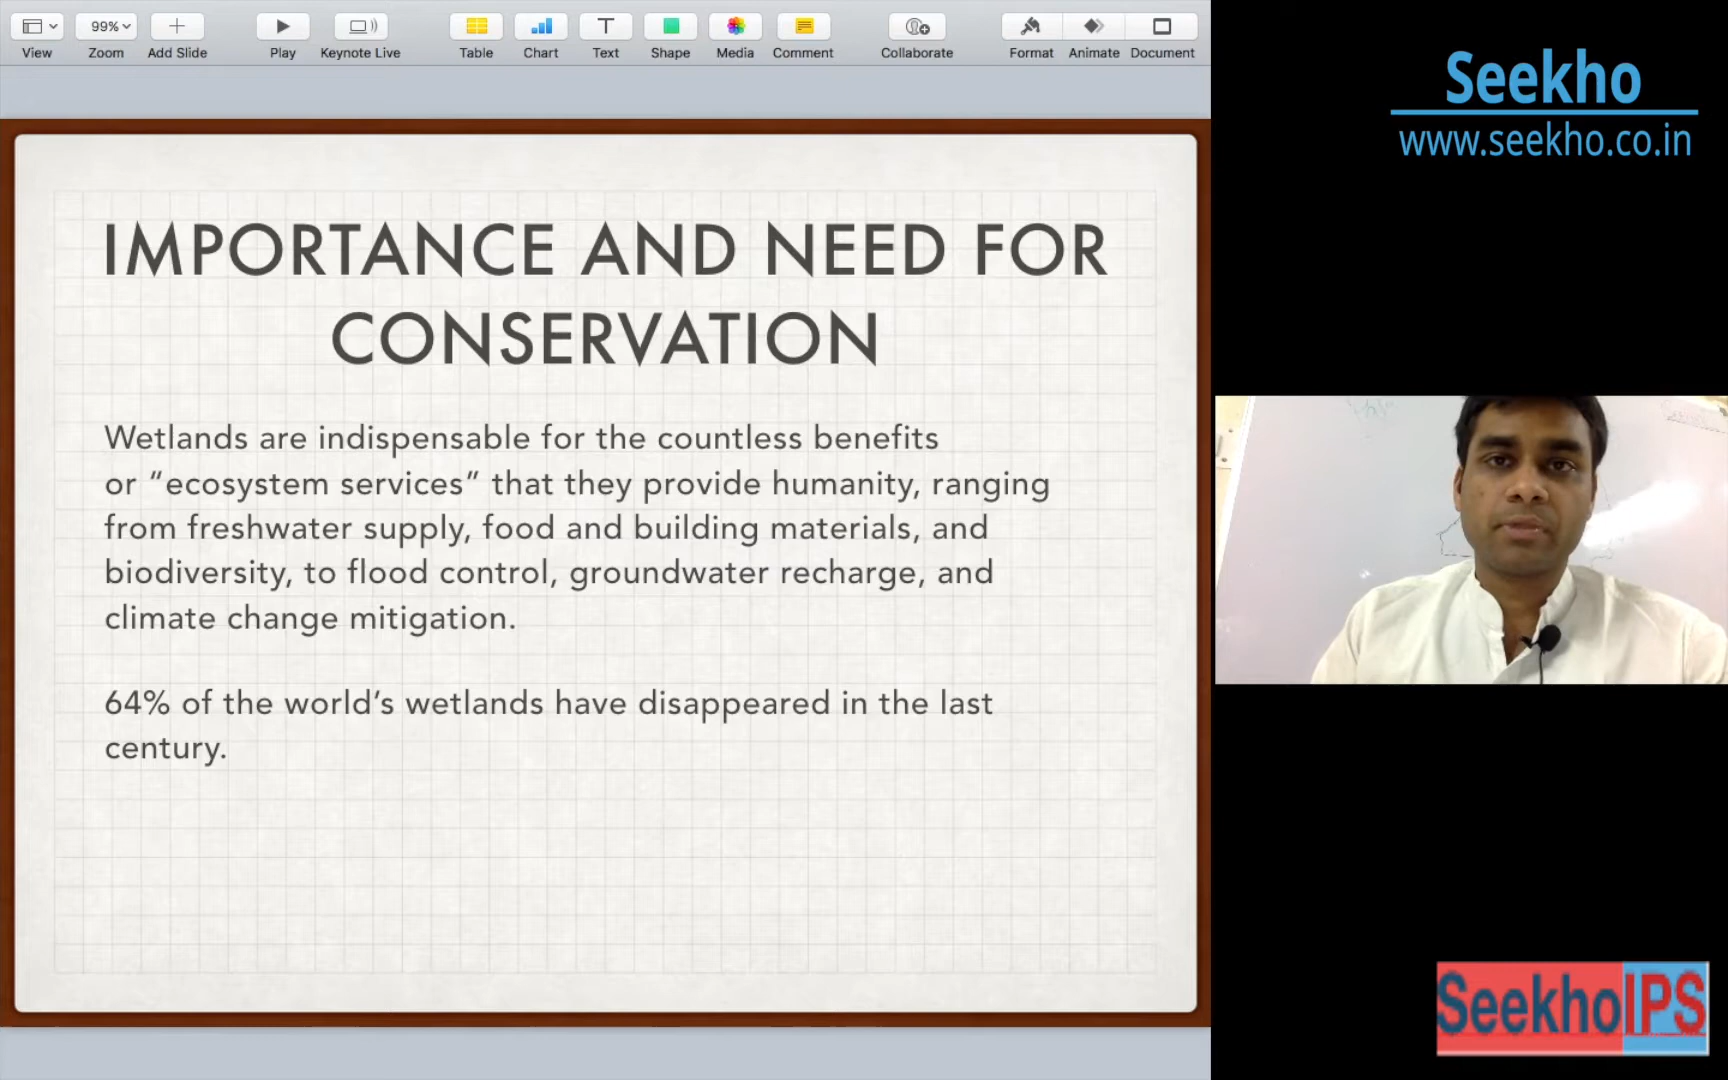 99%
View
Zoom
Add Slide
Play
Keynote Live
Table
Chart
Text
Shape
Media
Comment
Collaborate
Format
Animate
Document
IMPORTANCE AND NEED FOR
CONSERVATION
Wetlands are indispensable for the countless benefits
or “ecosystem services” that they provide humanity, ranging
from freshwater supply, food and building materials, and
biodiversity, to flood control, groundwater recharge, and
climate change mitigation.
64% of the world’s wetlands have disappeared in the last
century.
Seekho
www.seekho.co.in
SeekhoIPS